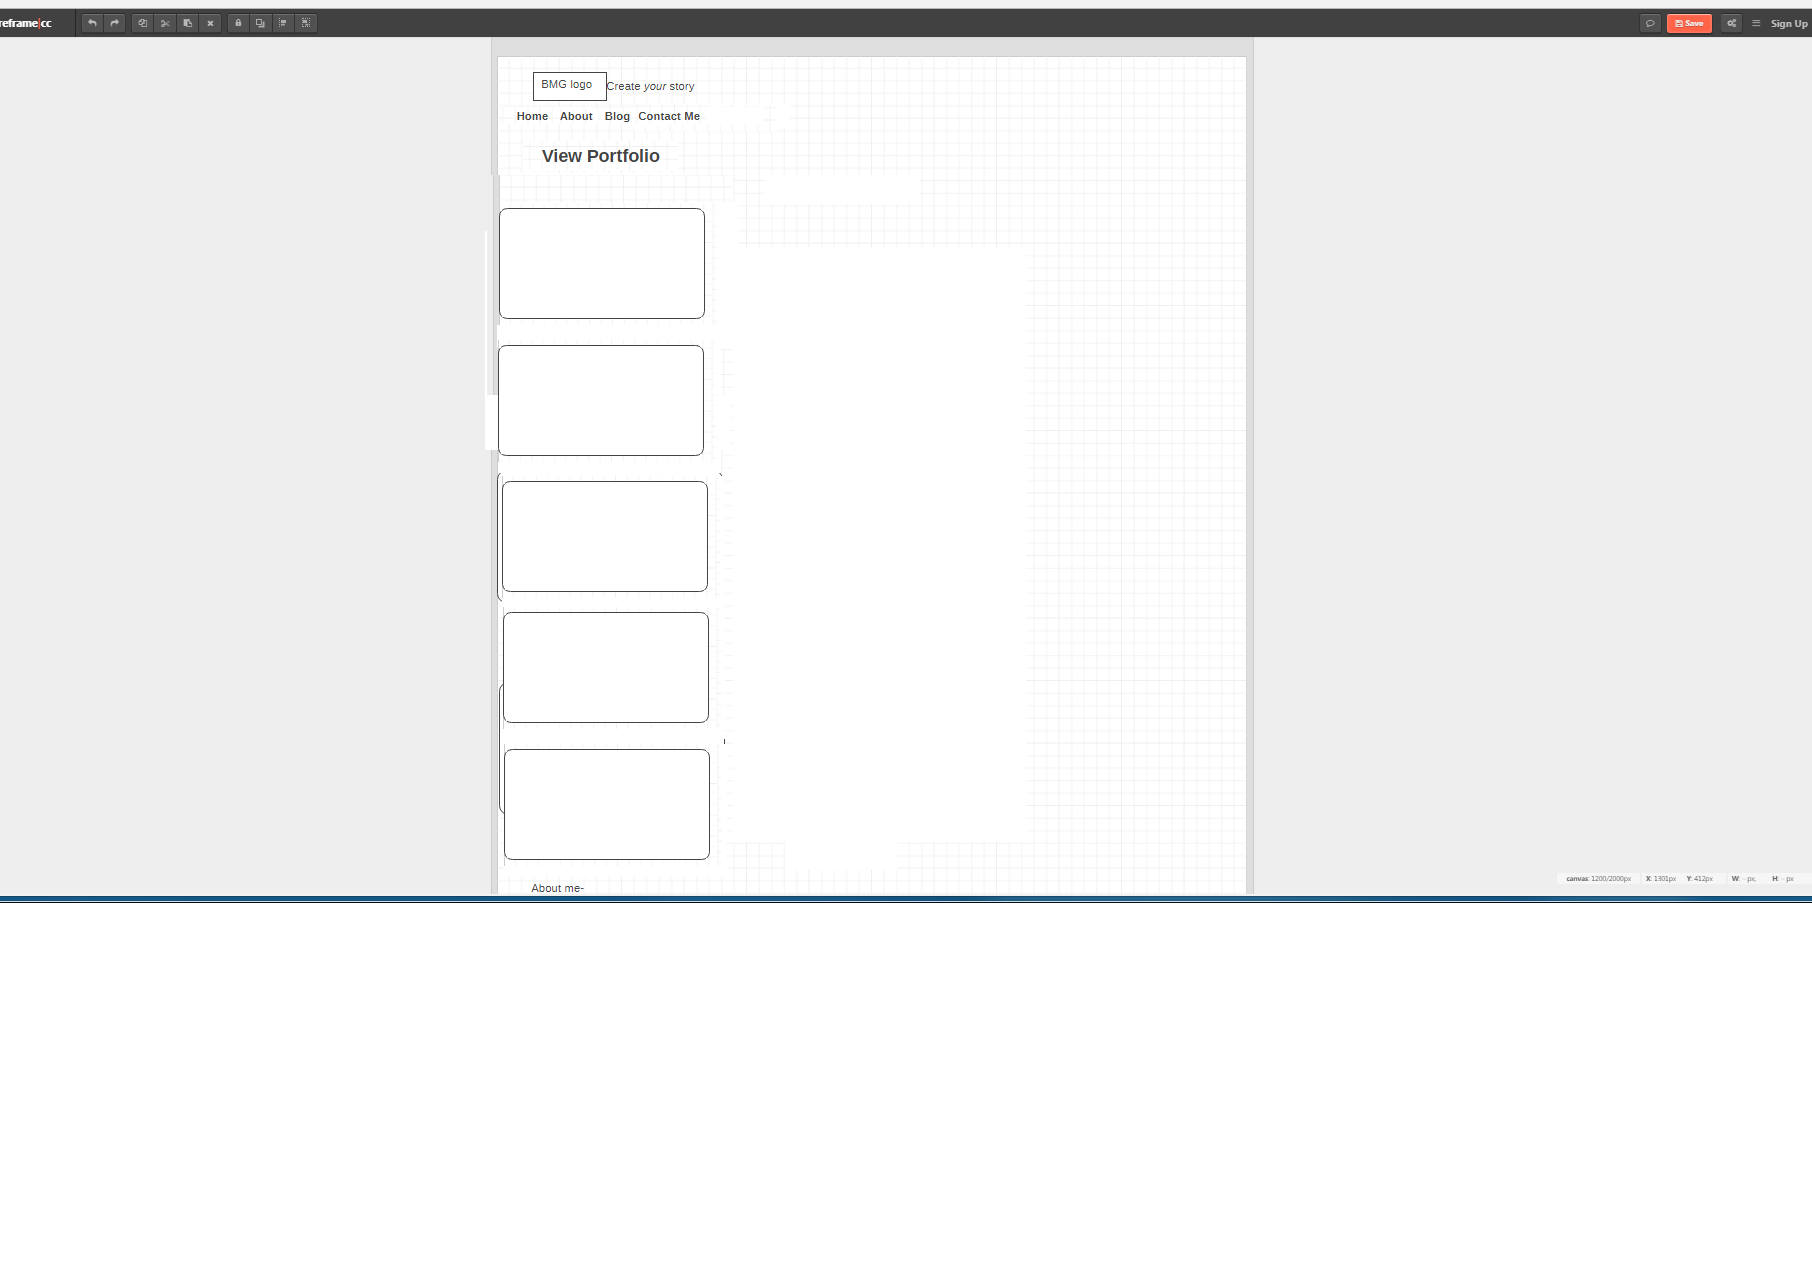 reframe|cc
Save
Sign Up
BMG logo
Create your story
Home About Blog Contact Me
View Portfolio
About me-
canvas: 1200/2000px X: 1301px Y: 412px W: - px, H: - px